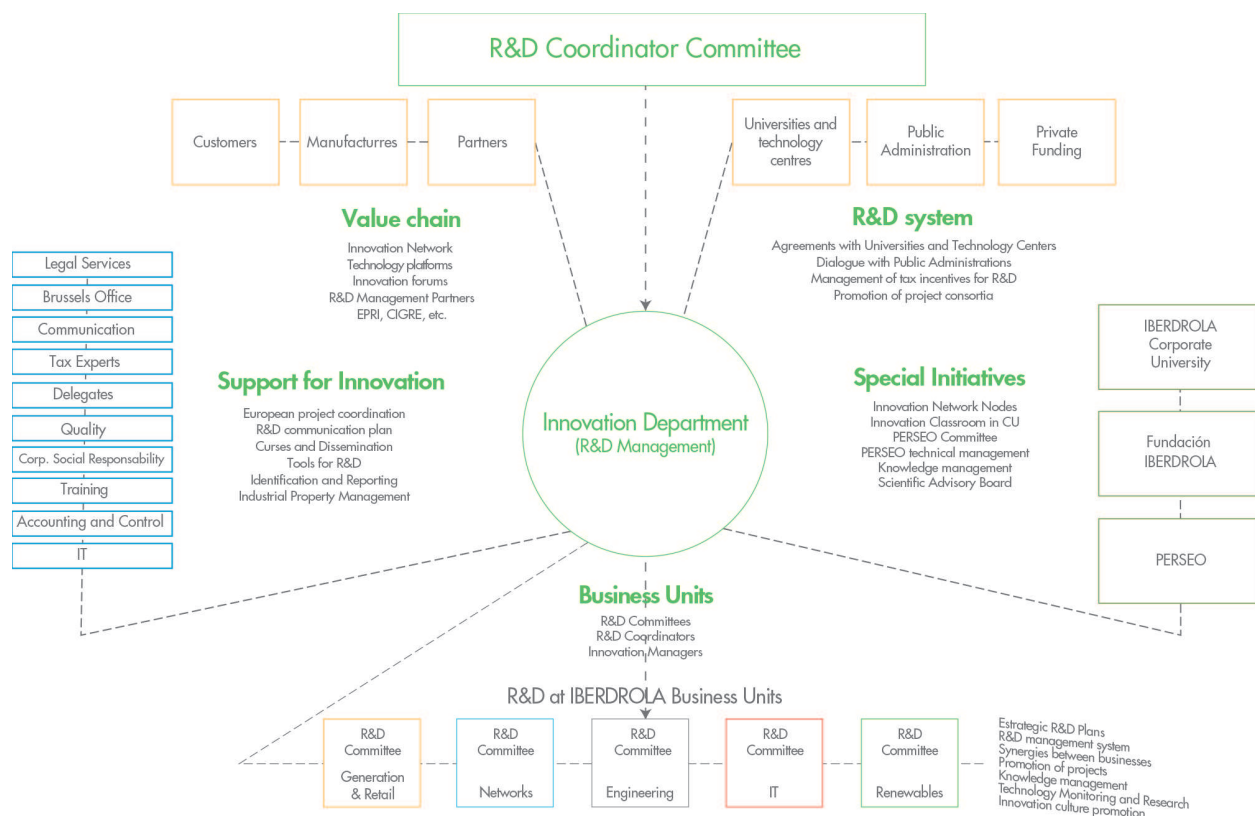 R&D Coordinator Committee
Customers
Manufacturres
Partners
Universities and
technology
centres
Public
Administration
Private
Funding
Value chain
Innovation Network
Technology platforms
Innovation forums
R&D Management Partners
EPRI, CIGRE, etc.
R&D system
Agreements with Universities and Technology Centers
Dialogue with Public Administrations
Management of tax incentives for R&D
Promotion of project consortia
Legal Services
Brussels Office
Communication
Tax Experts
Delegates
Quality
Corp. Social Responsability
Training
Accounting and Control
IT
Support for Innovation
European project coordination
R&D communication plan
Curses and Dissemination
Tools for R&D
Identification and Reporting
Industrial Property Management
Innovation Department
(R&D Management)
Special Initiatives
Innovation Network Nodes
Innovation Classroom in CU
PERSEO Committee
PERSEO technical management
Knowledge management
Scientific Advisory Board
IBERDROLA
Corporate
University
Fundación
IBERDROLA
PERSEO
Business Units
R&D Committees
R&D Coordinators
Innovation Managers
R&D at IBERDROLA Business Units
R&D
Committee
Generation
& Retail
R&D
Committee
Networks
R&D
Committee
Engineering
R&D
Committee
IT
R&D
Committee
Renewables
Estrategic R&D Plans
R&D management system
Synergies between businesses
Promotion of projects
Knowledge management
Technology Monitoring and Research
Innovation culture promotion